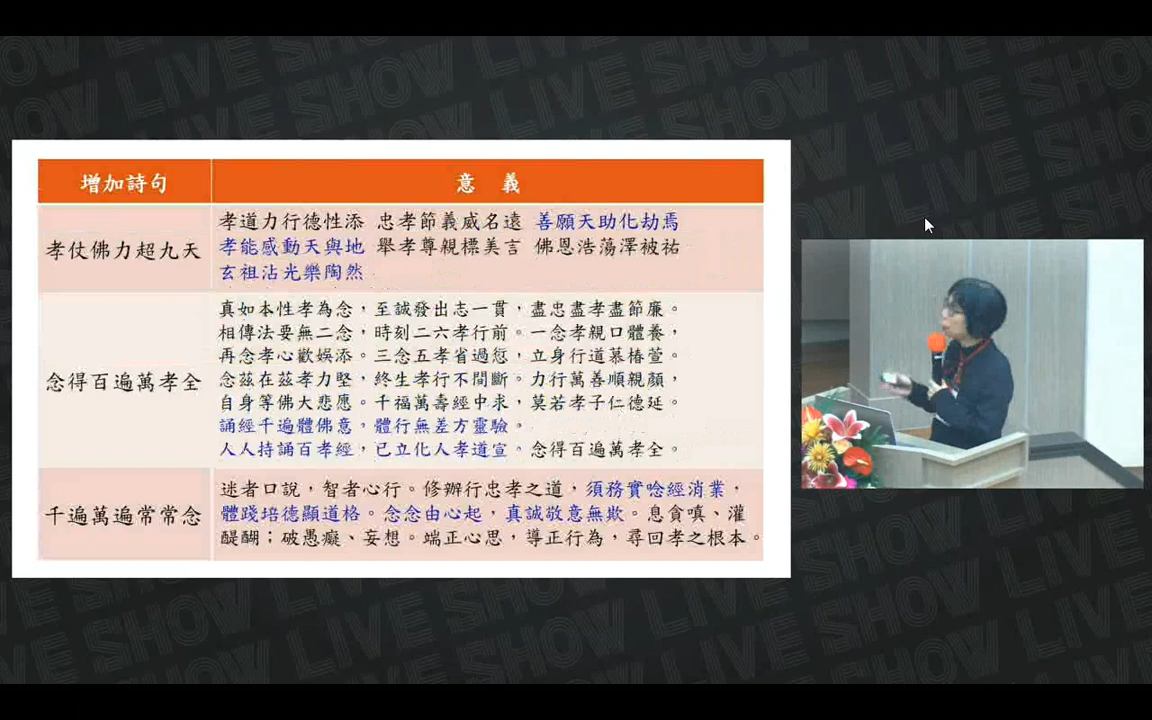 增加詩句
意 義
孝仗佛力超九天
孝道力行德性添 忠孝節義威名遠 善願天助化劫焉
孝能感動天與地 舉孝尊親標美言 佛恩浩蕩澤被祐
玄祖沾光樂陶然
念得百遍萬孝全
真如本性孝為念，至誠發出志一貫，盡忠盡孝盡節廉。
相傳法要無二念，時刻二六孝行前。一念孝親口體養，
再念孝心歡娛添。三念五孝省過愆，立身行道慕椿萱。
念茲在茲孝力堅，終生孝行不間斷。力行萬善順親顏，
自身等佛大悲應。千福萬壽經中求，莫若孝子仁德延。
誦經千遍體佛意，體行無差方靈驗。
人人持誦百孝經，已立化人孝道宣。念得百遍萬孝全。
千遍萬遍常常念
迷者口說，智者心行。修辦行忠孝之道，須務實唸經消業，
體踐培德顯道格。念念由心起，真誠敬意無欺。息貪嗔、灌
醍醐；破愚癡、妄想。端正心思，導正行為，尋回孝之根本。
LIVE SHOW